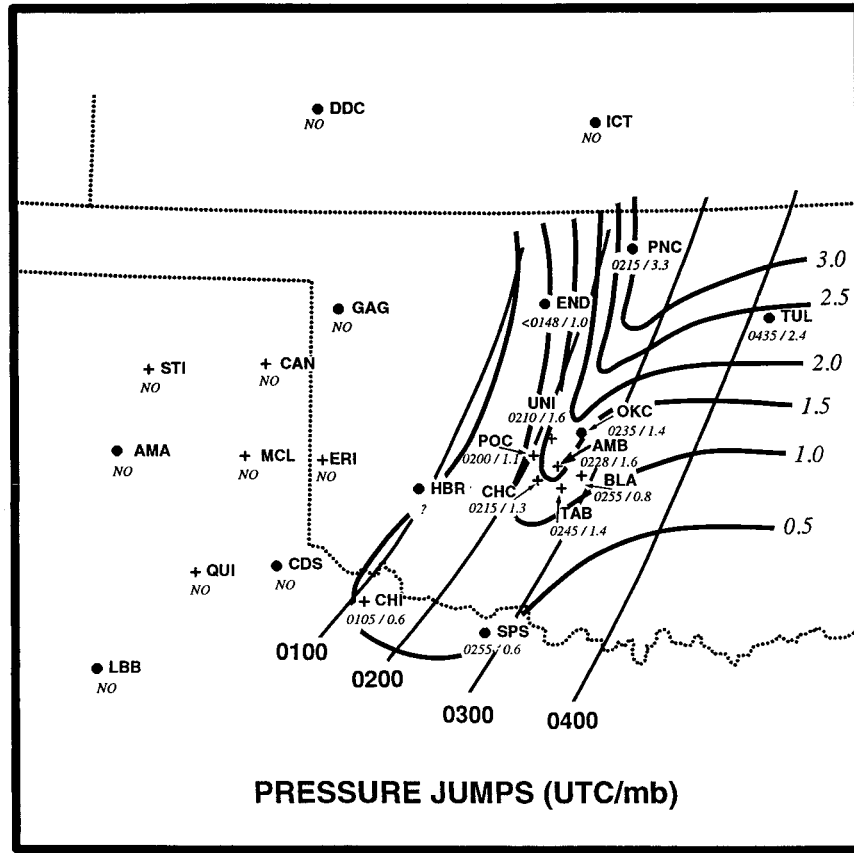 DDC
NO
ICT
NO
PNC
0215 / 3.3
3.0
GAG
NO
END
<0148 / 1.0
2.5
TUL
0435 / 2.4
STI
NO
CAN
NO
2.0
UNI
0210 / 1.6
OKC
0235 / 1.4
1.5
AMA
NO
MCL
NO
ERI
NO
POC
0200 / 1.1
AMB
0228 / 1.6
1.0
HBR
?
CHC
0215 / 1.3
BLA
0255 / 0.8
TAB
0245 / 1.4
0.5
QUI
NO
CDS
NO
CHI
0105 / 0.6
SPS
0255 / 0.6
LBB
NO
0100
0200
0300
0400
PRESSURE JUMPS (UTC/mb)